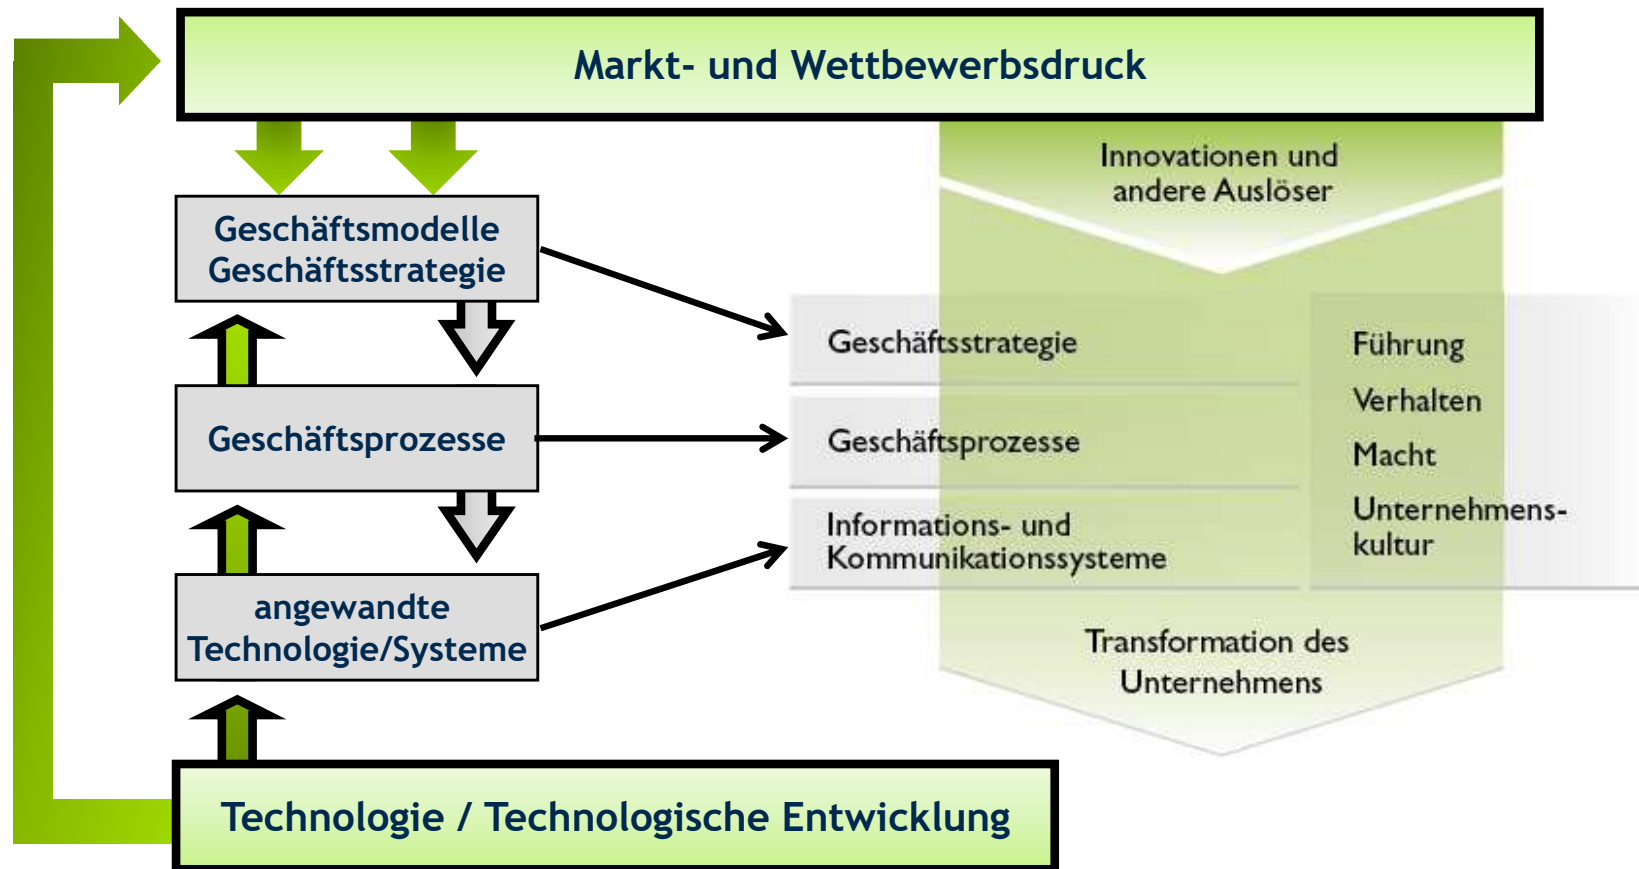 Markt- und Wettbewerbsdruck
Innovationen und
andere Auslöser
Geschäftsmodelle
Geschäftsstrategie
Geschäftsprozesse
angewandte
Technologie/Systeme
Geschäftsstrategie
Geschäftsprozesse
Informations- und
Kommunikationssysteme
Führung
Verhalten
Macht
Unternehmens-
kultur
Transformation des
Unternehmens
Technologie / Technologische Entwicklung